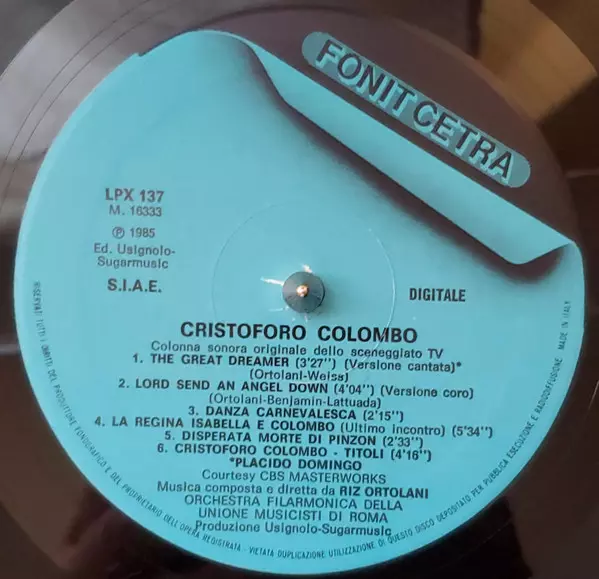 FONIT CETRA
LPX 137
M. 16333
Ⓟ 1985
Ed. Usignolo-
Sugarmusic
S.I.A.E.
DIGITALE
CRISTOFORO COLOMBO
Colonna sonora originale dello sceneggiato TV
1. THE GREAT DREAMER (3'27") (Versione cantata)*
(Ortolani-Weiss)
2. LORD SEND AN ANGEL DOWN (4'04") (Versione coro)
(Ortolani-Benjamin-Lattuada)
3. DANZA CARNEVALESCA (2'15")
4. LA REGINA ISABELLA E COLOMBO (Ultimo incontro) (5'34")
5. DISPERATA MORTE DI PINZON (2'33")
6. CRISTOFORO COLOMBO - TITOLI (4'16")
*PLACIDO DOMINGO
Courtesy CBS MASTERWORKS
Musica composta e diretta da RIZ ORTOLANI
ORCHESTRA FILARMONICA DELLA
UNIONE MUSICISTI DI ROMA
Produzione Usignolo-Sugarmusic
RISERVATI TUTTI I DIRITTI DEL PRODUTTORE FONOGRAFICO E DEL PROPRIETARIO DELL'OPERA REGISTRATA - VIETATA DUPLICAZIONE UTILIZZAZIONE DI QUESTO DISCO DEPOSITATO PER PUBBLICA ESECUZIONE E RADIODIFFUSIONE. MADE IN ITALY